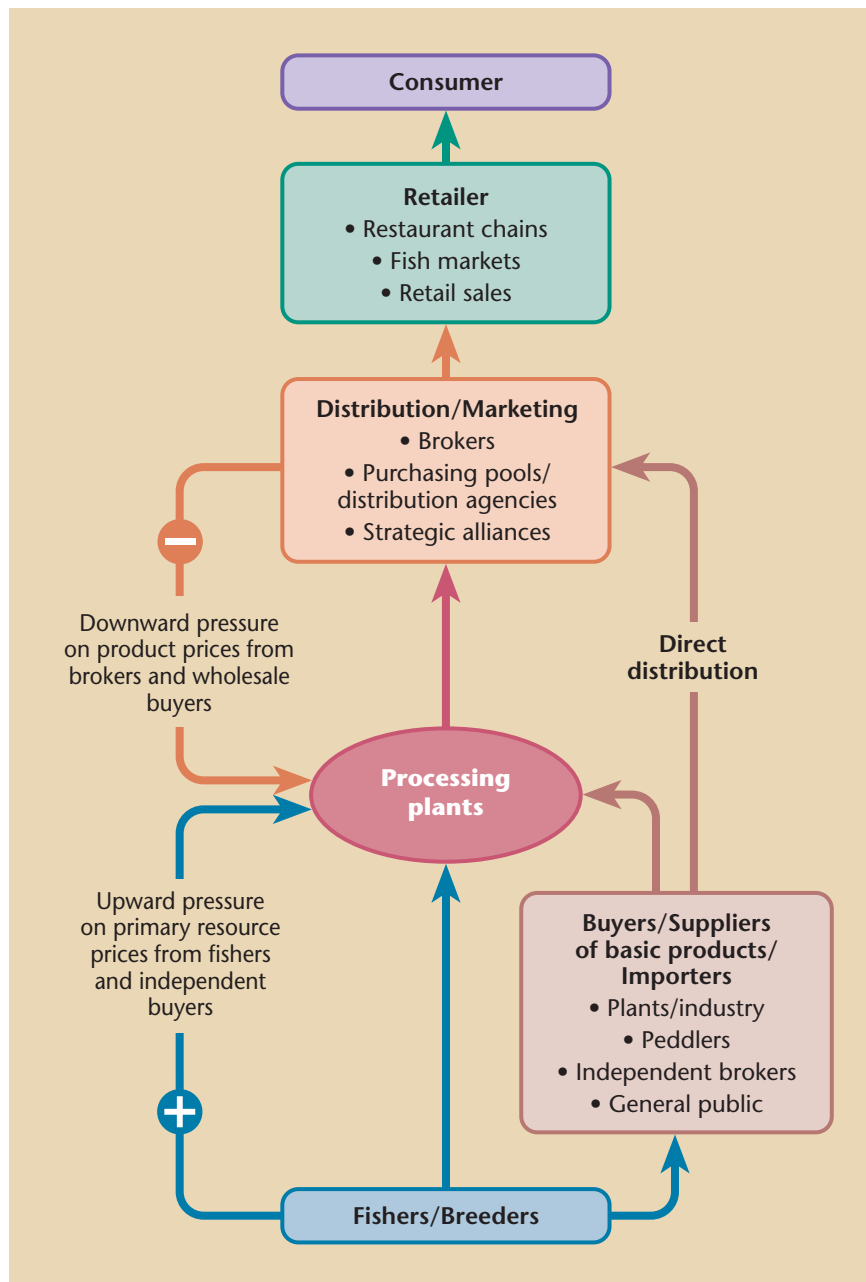 Consumer
Retailer
• Restaurant chains
• Fish markets
• Retail sales
Distribution/Marketing
• Brokers
• Purchasing pools/
distribution agencies
• Strategic alliances
Downward pressure
on product prices from
brokers and wholesale
buyers
Direct
distribution
Processing
plants
Upward pressure
on primary resource
prices from fishers
and independent
buyers
Buyers/Suppliers
of basic products/
Importers
• Plants/industry
• Peddlers
• Independent brokers
• General public
Fishers/Breeders